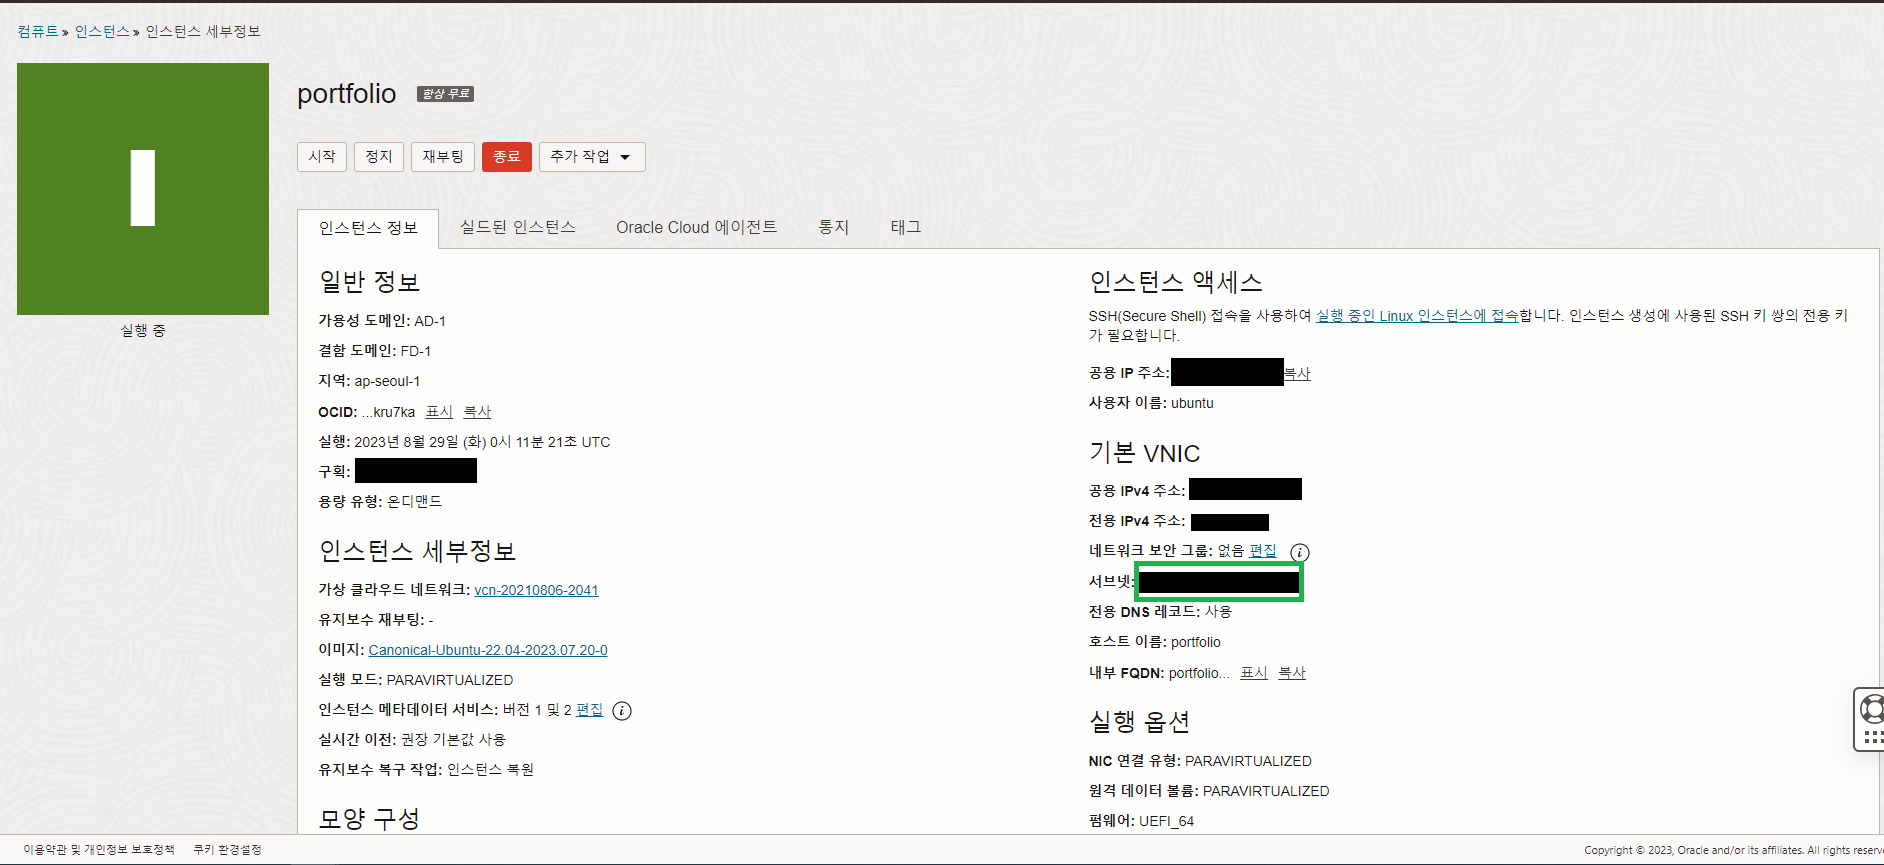 컴퓨트 » 인스턴스 » 인스턴스 세부정보
portfolio 항상 무료
시작 정지 재부팅 종료 추가 작업
인스턴스 정보 실드된 인스턴스 Oracle Cloud 에이전트 통지 태그
실행 중
일반 정보
가용성 도메인: AD-1
결함 도메인: FD-1
지역: ap-seoul-1
OCID: ...kru7ka 표시 복사
실행: 2023년 8월 29일 (화) 0시 11분 21초 UTC
구획:
용량 유형: 온디맨드
인스턴스 세부정보
가상 클라우드 네트워크: vcn-20210806-2041
유지보수 재부팅: -
이미지: Canonical-Ubuntu-22.04-2023.07.20-0
실행 모드: PARAVIRTUALIZED
인스턴스 메타데이터 서비스: 버전 1 및 2 편집
실시간 이전: 권장 기본값 사용
유지보수 복구 작업: 인스턴스 복원
모양 구성
인스턴스 액세스
SSH(Secure Shell) 접속을 사용하여 실행 중인 Linux 인스턴스에 접속합니다. 인스턴스 생성에 사용된 SSH 키 쌍의 전용 키
가 필요합니다.
공용 IP 주소: 복사
사용자 이름: ubuntu
기본 VNIC
공용 IPv4 주소:
전용 IPv4 주소:
네트워크 보안 그룹: 없음 편집
서브넷:
전용 DNS 레코드: 사용
호스트 이름: portfolio
내부 FQDN: portfolio... 표시 복사
실행 옵션
NIC 연결 유형: PARAVIRTUALIZED
원격 데이터 볼륨: PARAVIRTUALIZED
펌웨어: UEFI_64
이용약관 및 개인정보 보호정책 쿠키 환경설정
Copyright © 2023, Oracle and/or its affiliates. All rights reserve